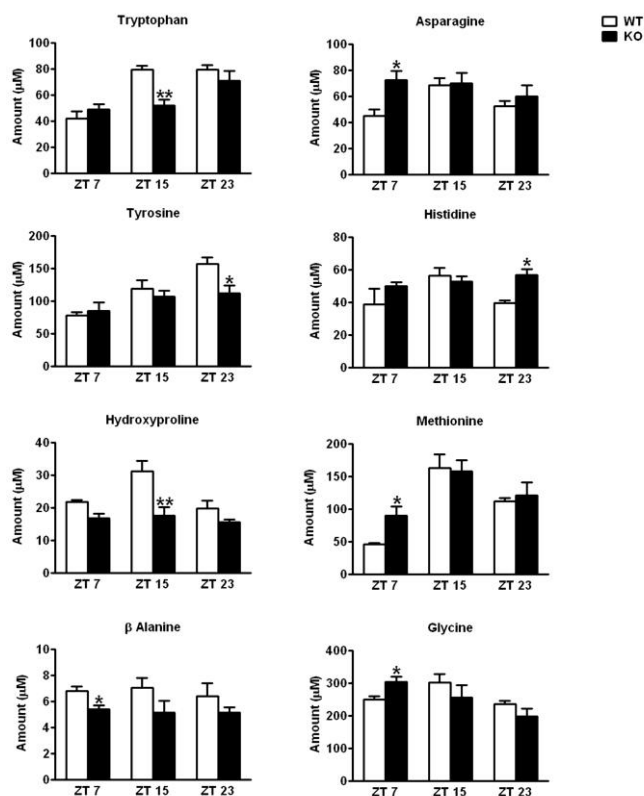 WT
KO
Tryptophan
Amount (µM)
100
80
60
40
20
0
**
ZT 7 ZT 15 ZT 23
Asparagine
Amount (µM)
100
80
60
40
20
0
*
ZT 7 ZT 15 ZT 23
Tyrosine
Amount (µM)
200
150
100
50
0
*
ZT 7 ZT 15 ZT 23
Histidine
Amount (µM)
80
60
40
20
0
*
ZT 7 ZT 15 ZT 23
Hydroxyproline
Amount (µM)
40
30
20
10
0
**
ZT 7 ZT 15 ZT 23
Methionine
Amount (µM)
200
150
100
50
0
*
ZT 7 ZT 15 ZT 23
β Alanine
Amount (µM)
8
6
4
2
0
*
ZT 7 ZT 15 ZT 23
Glycine
Amount (µM)
400
300
200
100
0
*
ZT 7 ZT 15 ZT 23